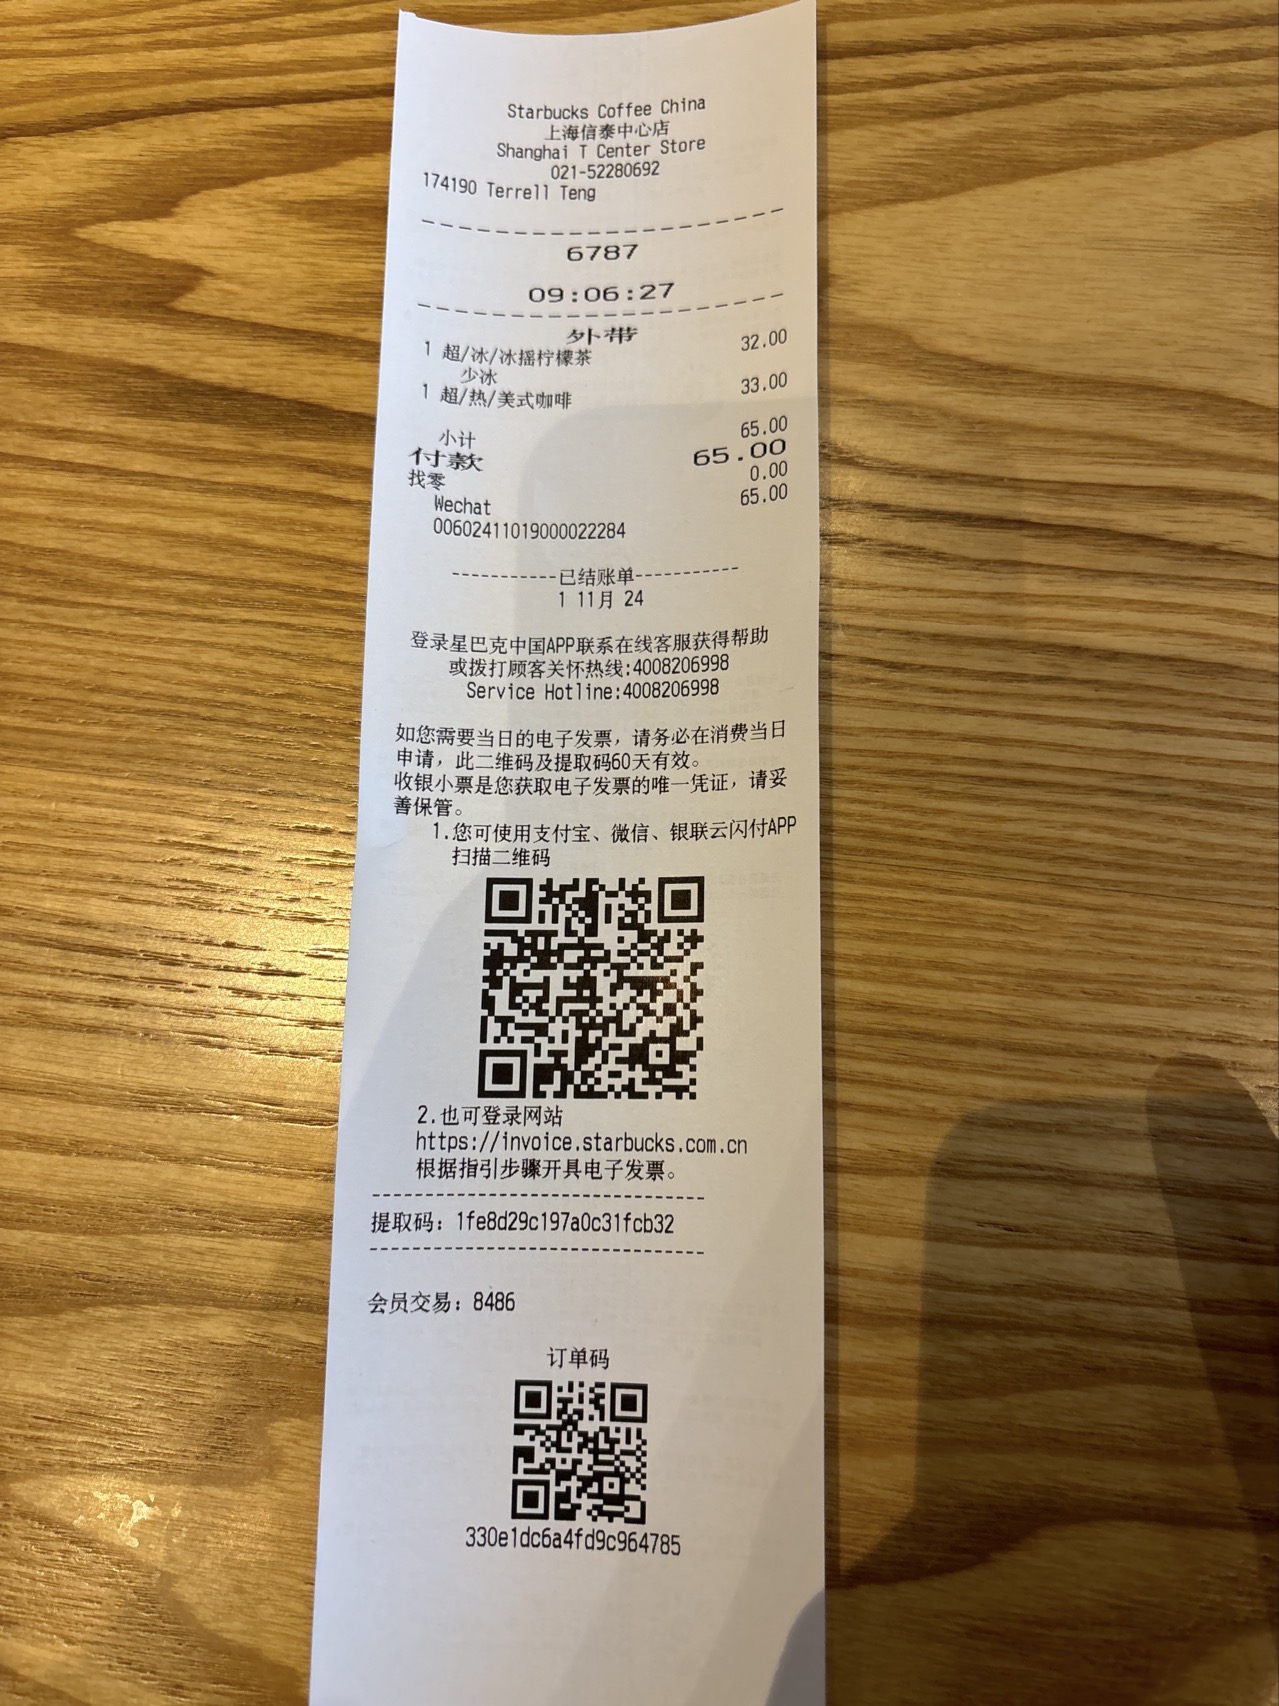 Starbucks Coffee China
上海信泰中心店
Shanghai T Center Store
021-52280692
174190 Terrell Teng
6787
09:06:27
外带
1 超/冰/冰摇柠檬茶 32.00
少冰
1 超/热/美式咖啡 33.00
小计 65.00
付款 65.00
找零 0.00
Wechat 65.00
00602411019000022284
-----------已结账单-----------
1 11月 24
登录星巴克中国APP联系在线客服获得帮助
或拨打顾客关怀热线:4008206998
Service Hotline:4008206998
如您需要当日的电子发票，请务必在消费当日
申请，此二维码及提取码60天有效。
收银小票是您获取电子发票的唯一凭证，请妥
善保管。
1.您可使用支付宝、微信、银联云闪付APP
扫描二维码
2.也可登录网站
https://invoice.starbucks.com.cn
根据指引步骤开具电子发票。
提取码：1fe8d29c197a0c31fcb32
会员交易：8486
订单码
330e1dc6a4fd9c964785